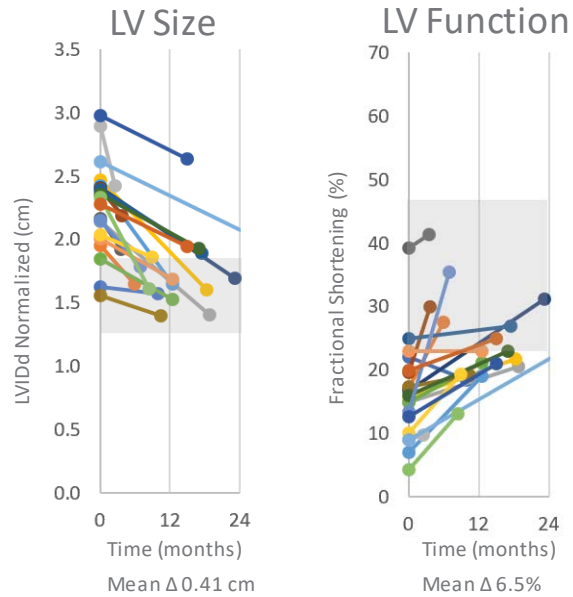 LV Size
LVIDd Normalized (cm)
3.5
3.0
2.5
2.0
1.5
1.0
0.5
0.0
0 12 24
Time (months)
Mean Δ 0.41 cm
LV Function
Fractional Shortening (%)
70
60
50
40
30
20
10
0
0 12 24
Time (months)
Mean Δ 6.5%